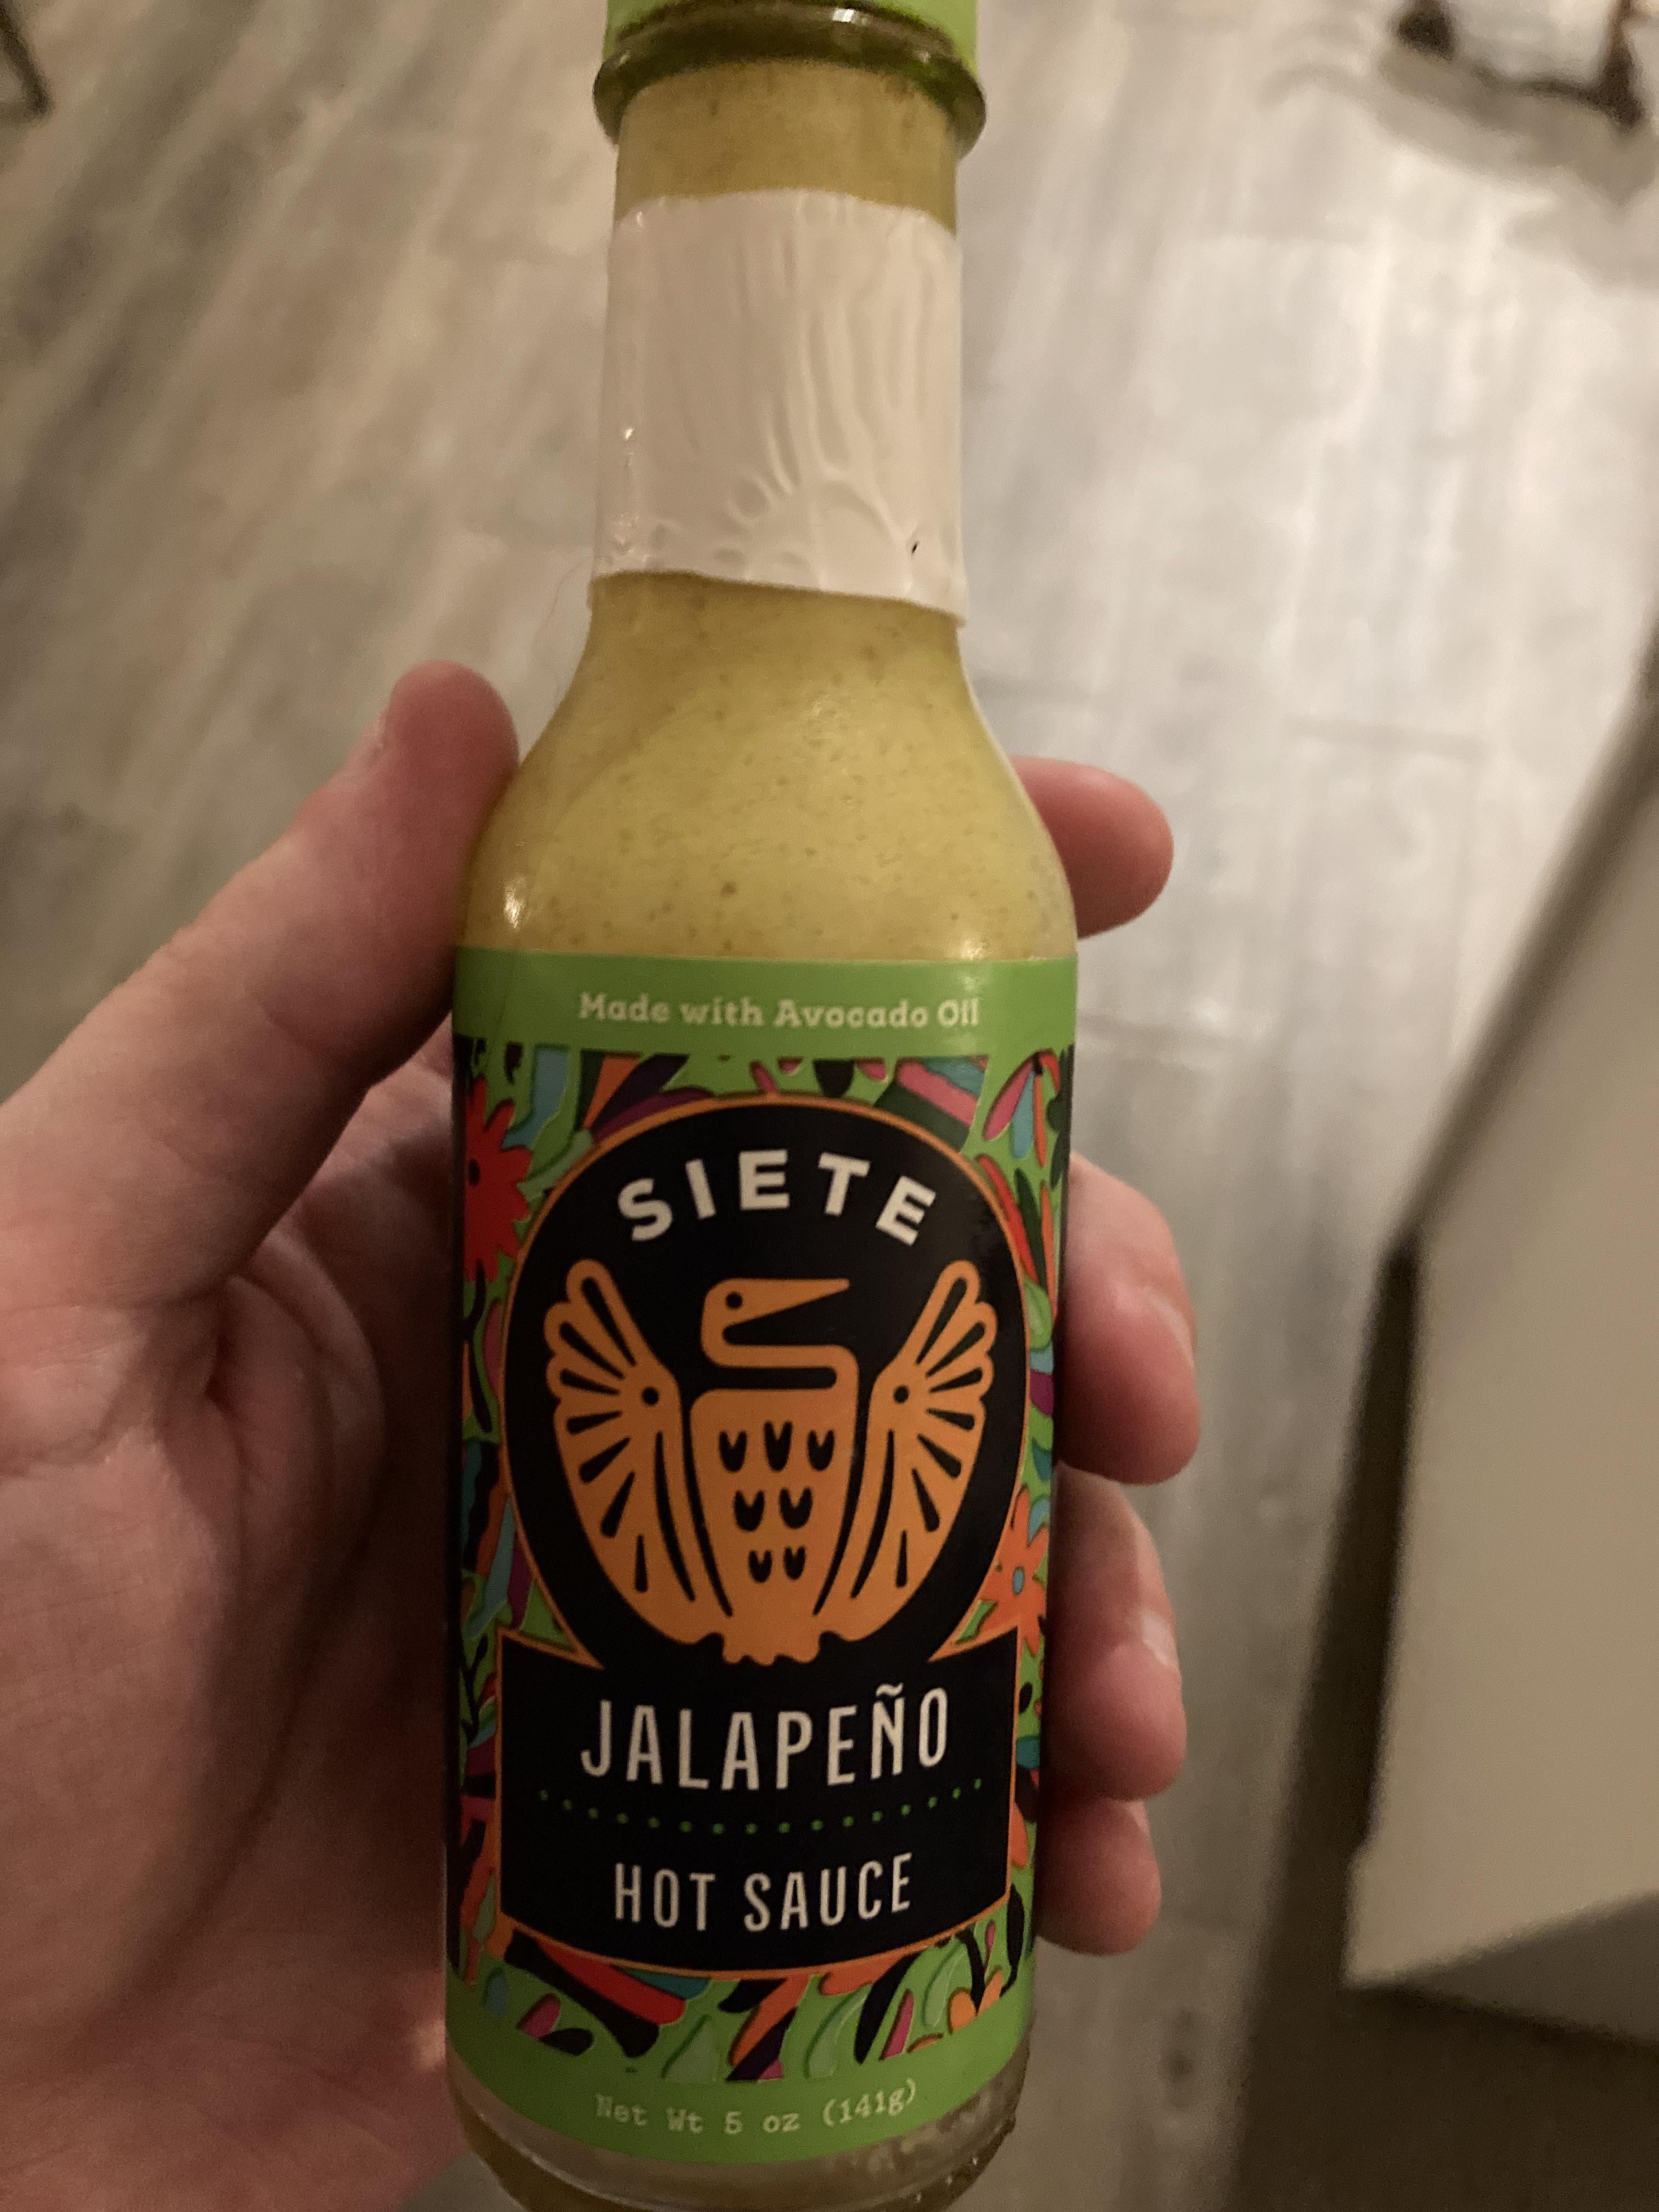 Made with Avocado Oil
SIETE
JALAPEÑO
HOT SAUCE
Net Wt 5 oz (141g)